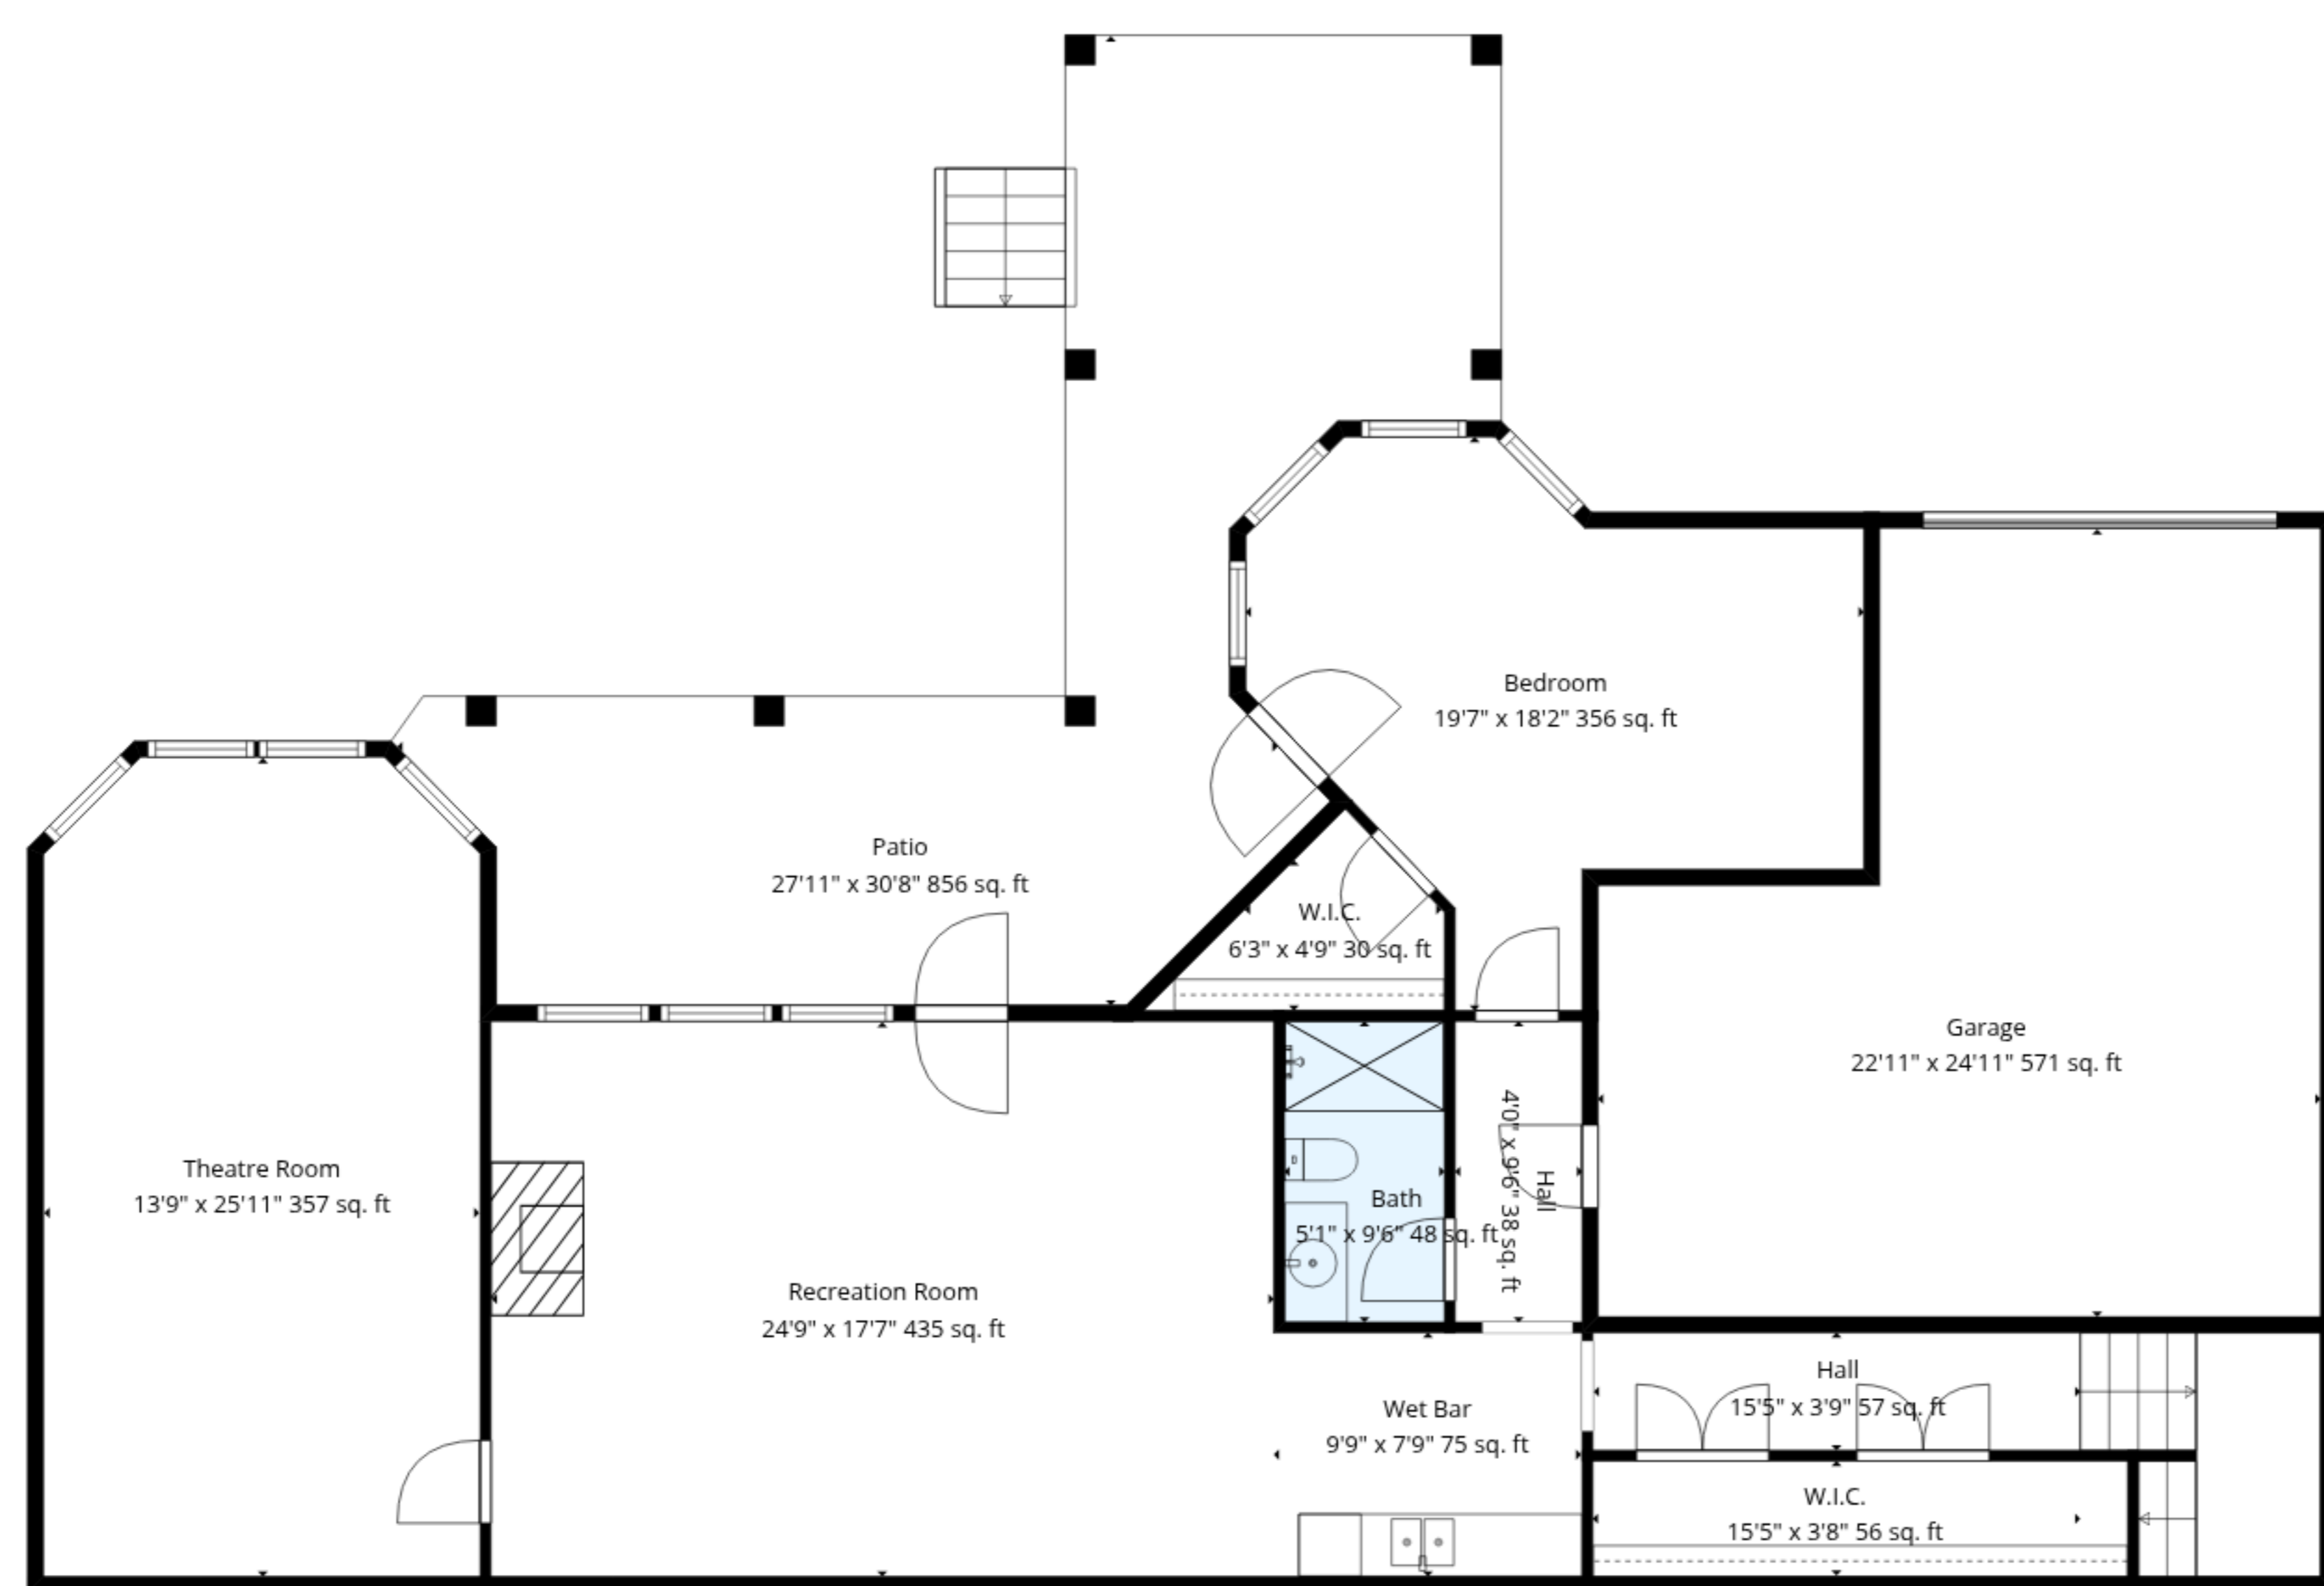 Bedroom
19'7" x 18'2" 356 sq. ft
Patio
27'11" x 30'8" 856 sq. ft
W.I.C.
6'3" x 4'9" 30 sq. ft
Garage
22'11" x 24'11" 571 sq. ft
Theatre Room
13'9" x 25'11" 357 sq. ft
Bath
5'1" x 9'6" 48 sq. ft
Hall
4'0" x 9'6" 38 sq. ft
Recreation Room
24'9" x 17'7" 435 sq. ft
Hall
15'5" x 3'9" 57 sq. ft
Wet Bar
9'9" x 7'9" 75 sq. ft
W.I.C.
15'5" x 3'8" 56 sq. ft